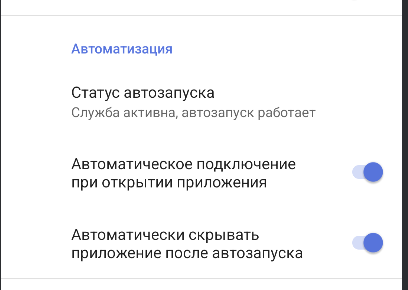 Автоматизация
Статус автозапуска
Служба активна, автозапуск работает
Автоматическое подключение
при открытии приложения
Автоматически скрывать
приложение после автозапуска